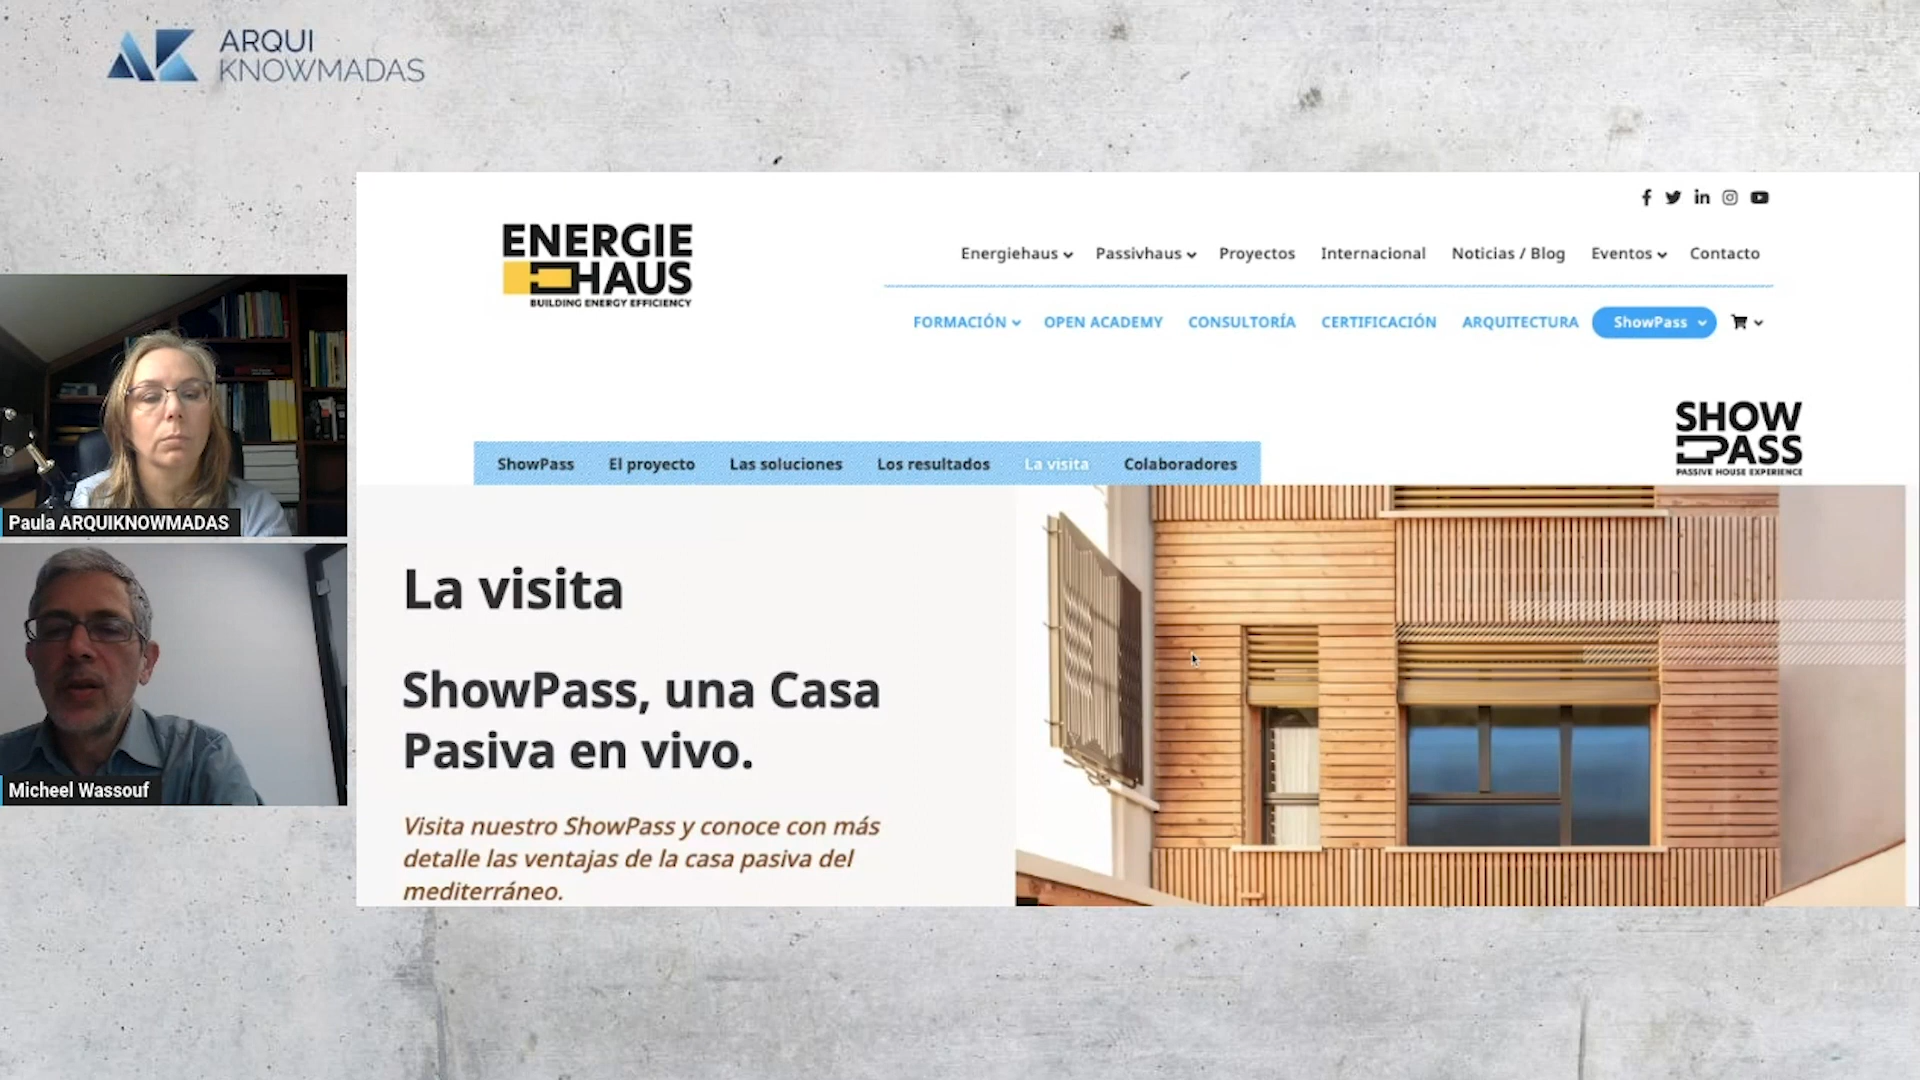 ARQUI
KNOWMADAS
ENERGIE
HAUS
BUILDING ENERGY EFFICIENCY
Energiehaus Passivhaus Proyectos Internacional Noticias / Blog Eventos Contacto
FORMACIÓN OPEN ACADEMY CONSULTORÍA CERTIFICACIÓN ARQUITECTURA ShowPass
SHOW
PASS
PASSIVE HOUSE EXPERIENCE
ShowPass El proyecto Las soluciones Los resultados La visita Colaboradores
La visita
ShowPass, una Casa
Pasiva en vivo.
Visita nuestro ShowPass y conoce con más
detalle las ventajas de la casa pasiva del
mediterráneo.
Paula ARQUIKNOWMADAS
Micheel Wassouf